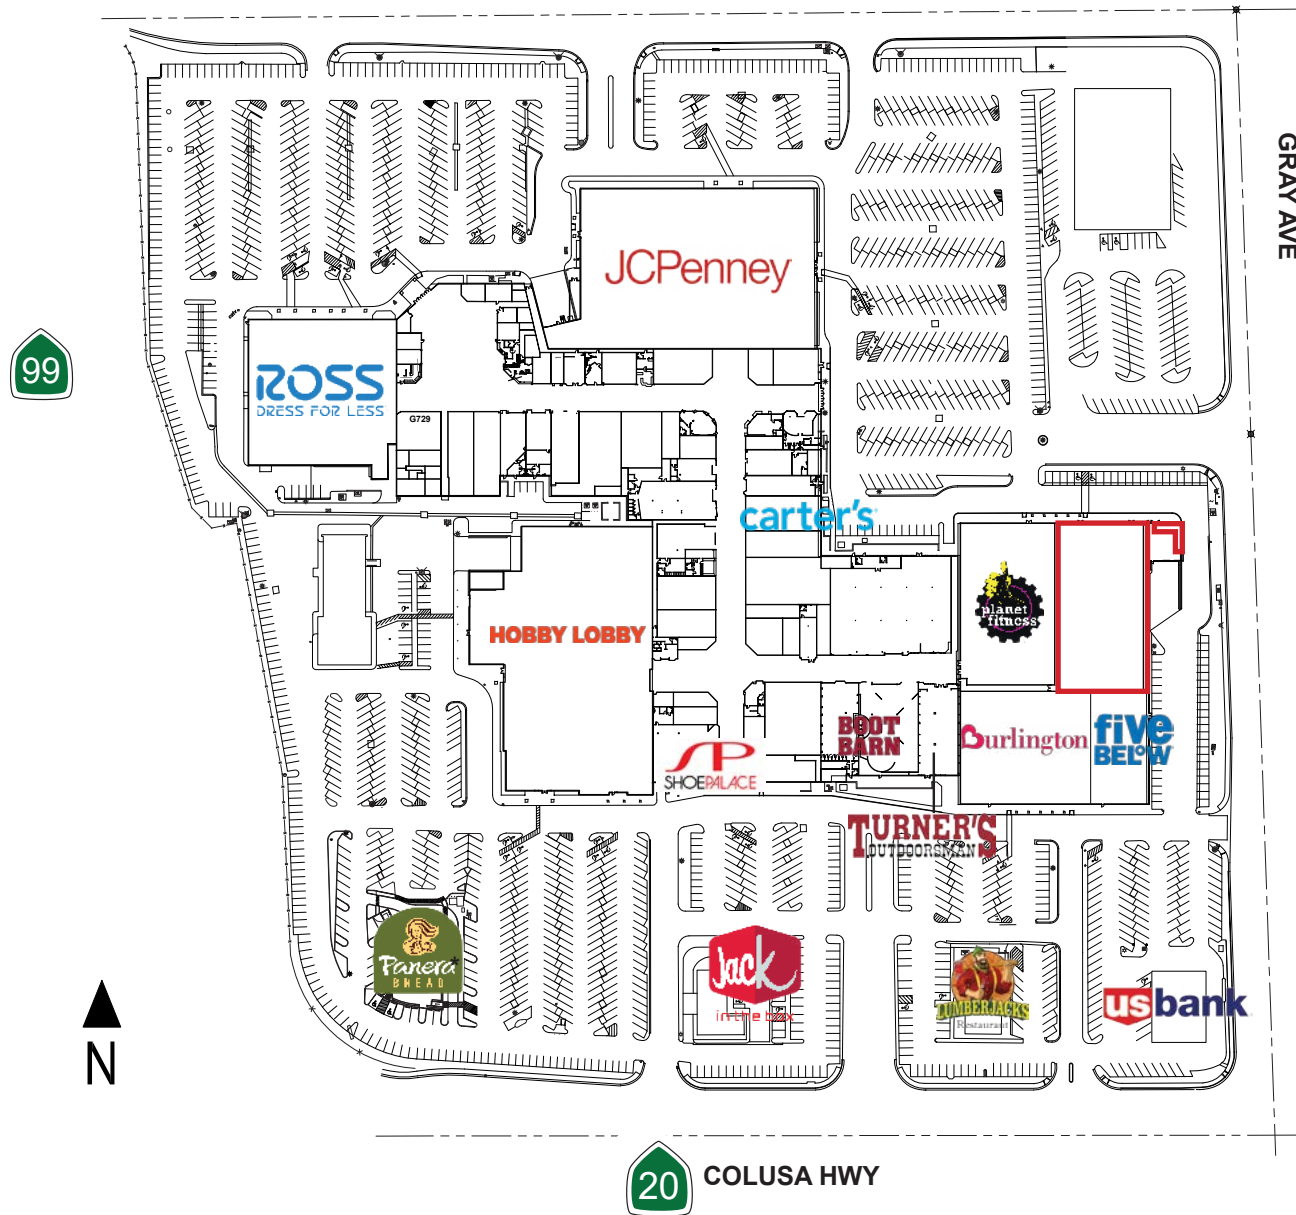 GRAY AVE
JCPenney
99
ROSS
DRESS FOR LESS
G729
carter's
planet
fitness
HOBBY LOBBY
BOOT
BARN
Burlington
five
BELOW
SP
SHOEPALACE
TURNER'S
OUTDOORSMAN
Panera
BREAD
Jack
in the box
LUMBERJACKS
Restaurant
usbank
N
20
COLUSA HWY